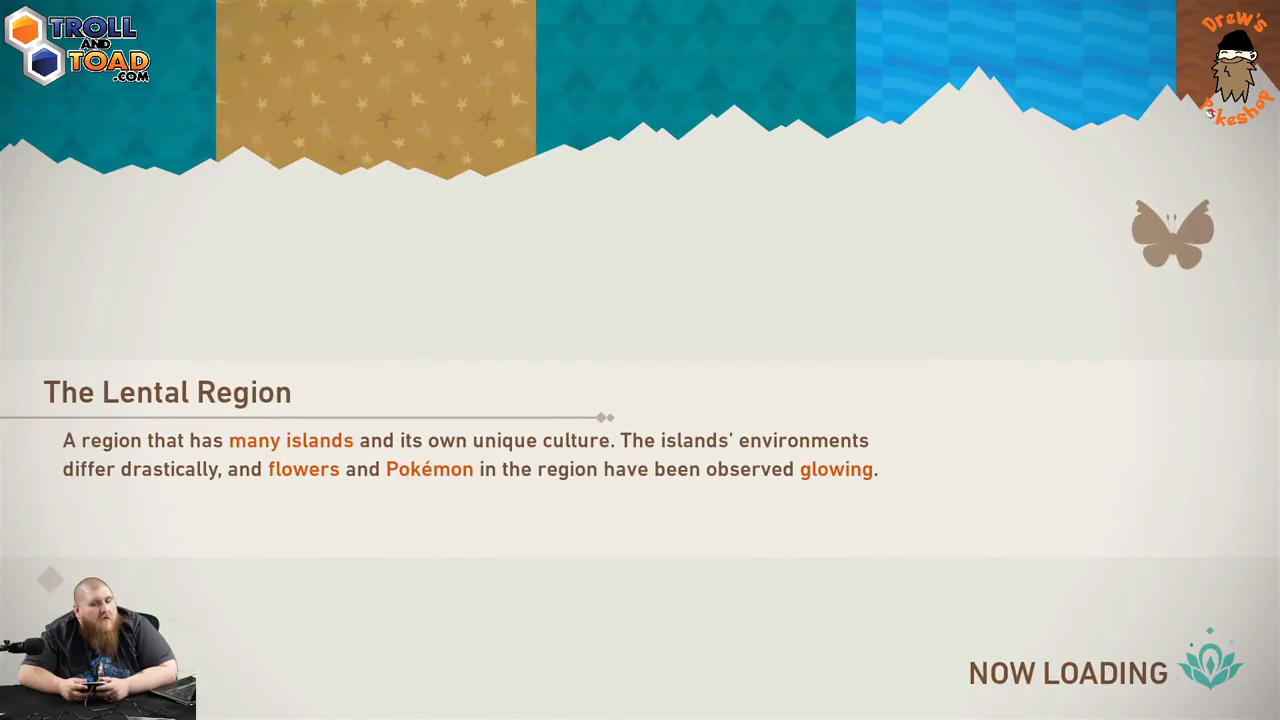 TROLL
AND
TOAD
.COM
Drew's
Pokeshop
The Lental Region
A region that has many islands and its own unique culture. The islands’ environments
differ drastically, and flowers and Pokémon in the region have been observed glowing.
NOW LOADING